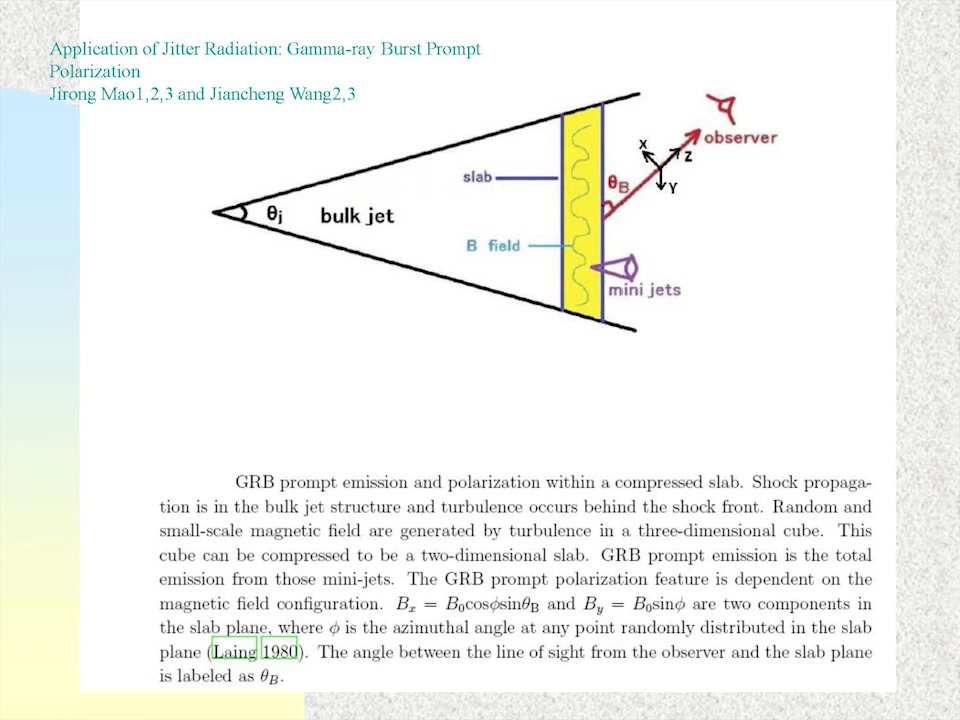 Application of Jitter Radiation: Gamma-ray Burst Prompt
Polarization
Jirong Mao1,2,3 and Jiancheng Wang2,3
observer
X
Z
Y
slab
θB
θj
bulk jet
B field
mini jets
GRB prompt emission and polarization within a compressed slab. Shock propaga-
tion is in the bulk jet structure and turbulence occurs behind the shock front. Random and
small-scale magnetic field are generated by turbulence in a three-dimensional cube. This
cube can be compressed to be a two-dimensional slab. GRB prompt emission is the total
emission from those mini-jets. The GRB prompt polarization feature is dependent on the
magnetic field configuration. Bx = B0cosϕsinθB and By = B0sinϕ are two components in
the slab plane, where ϕ is the azimuthal angle at any point randomly distributed in the slab
plane (Laing 1980). The angle between the line of sight from the observer and the slab plane
is labeled as θB.